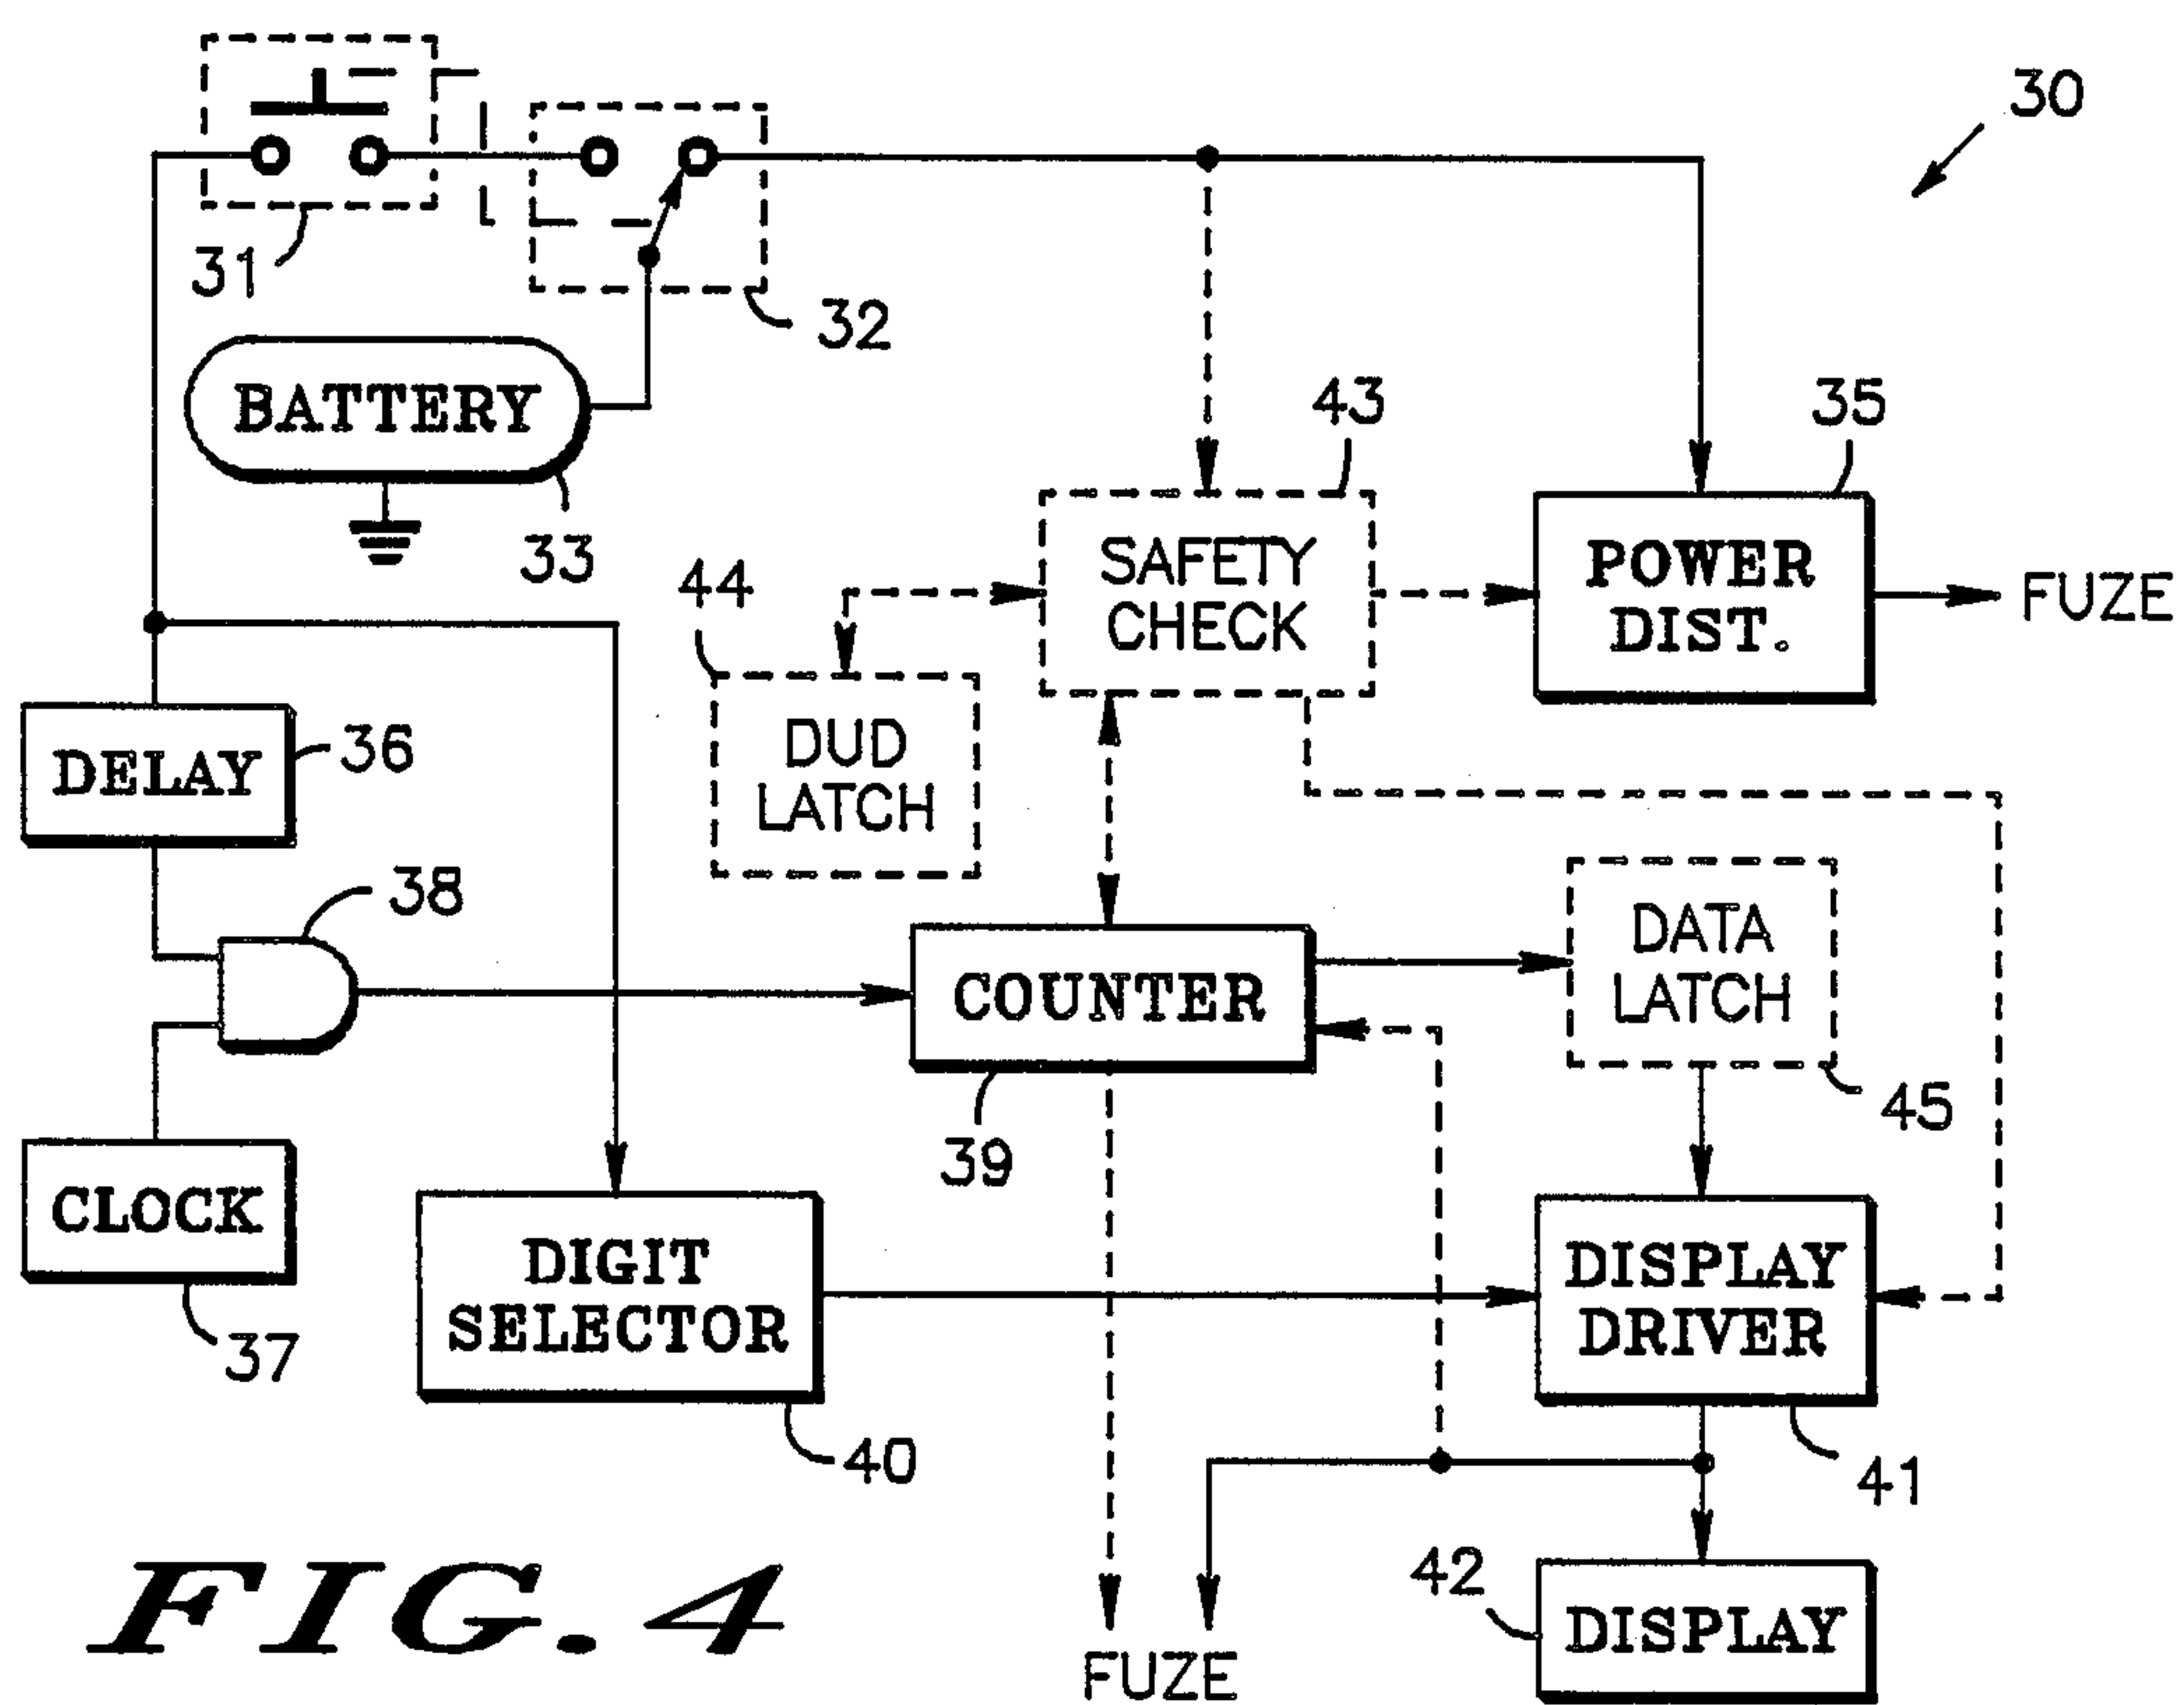 30
31
32
BATTERY
33
43
35
SAFETY
CHECK
POWER
DIST.
FUZE
44
DUD
LATCH
DELAY
36
38
COUNTER
39
DATA
LATCH
45
CLOCK
37
DIGIT
SELECTOR
40
DISPLAY
DRIVER
41
42
DISPLAY
FUZE
FIG. 4